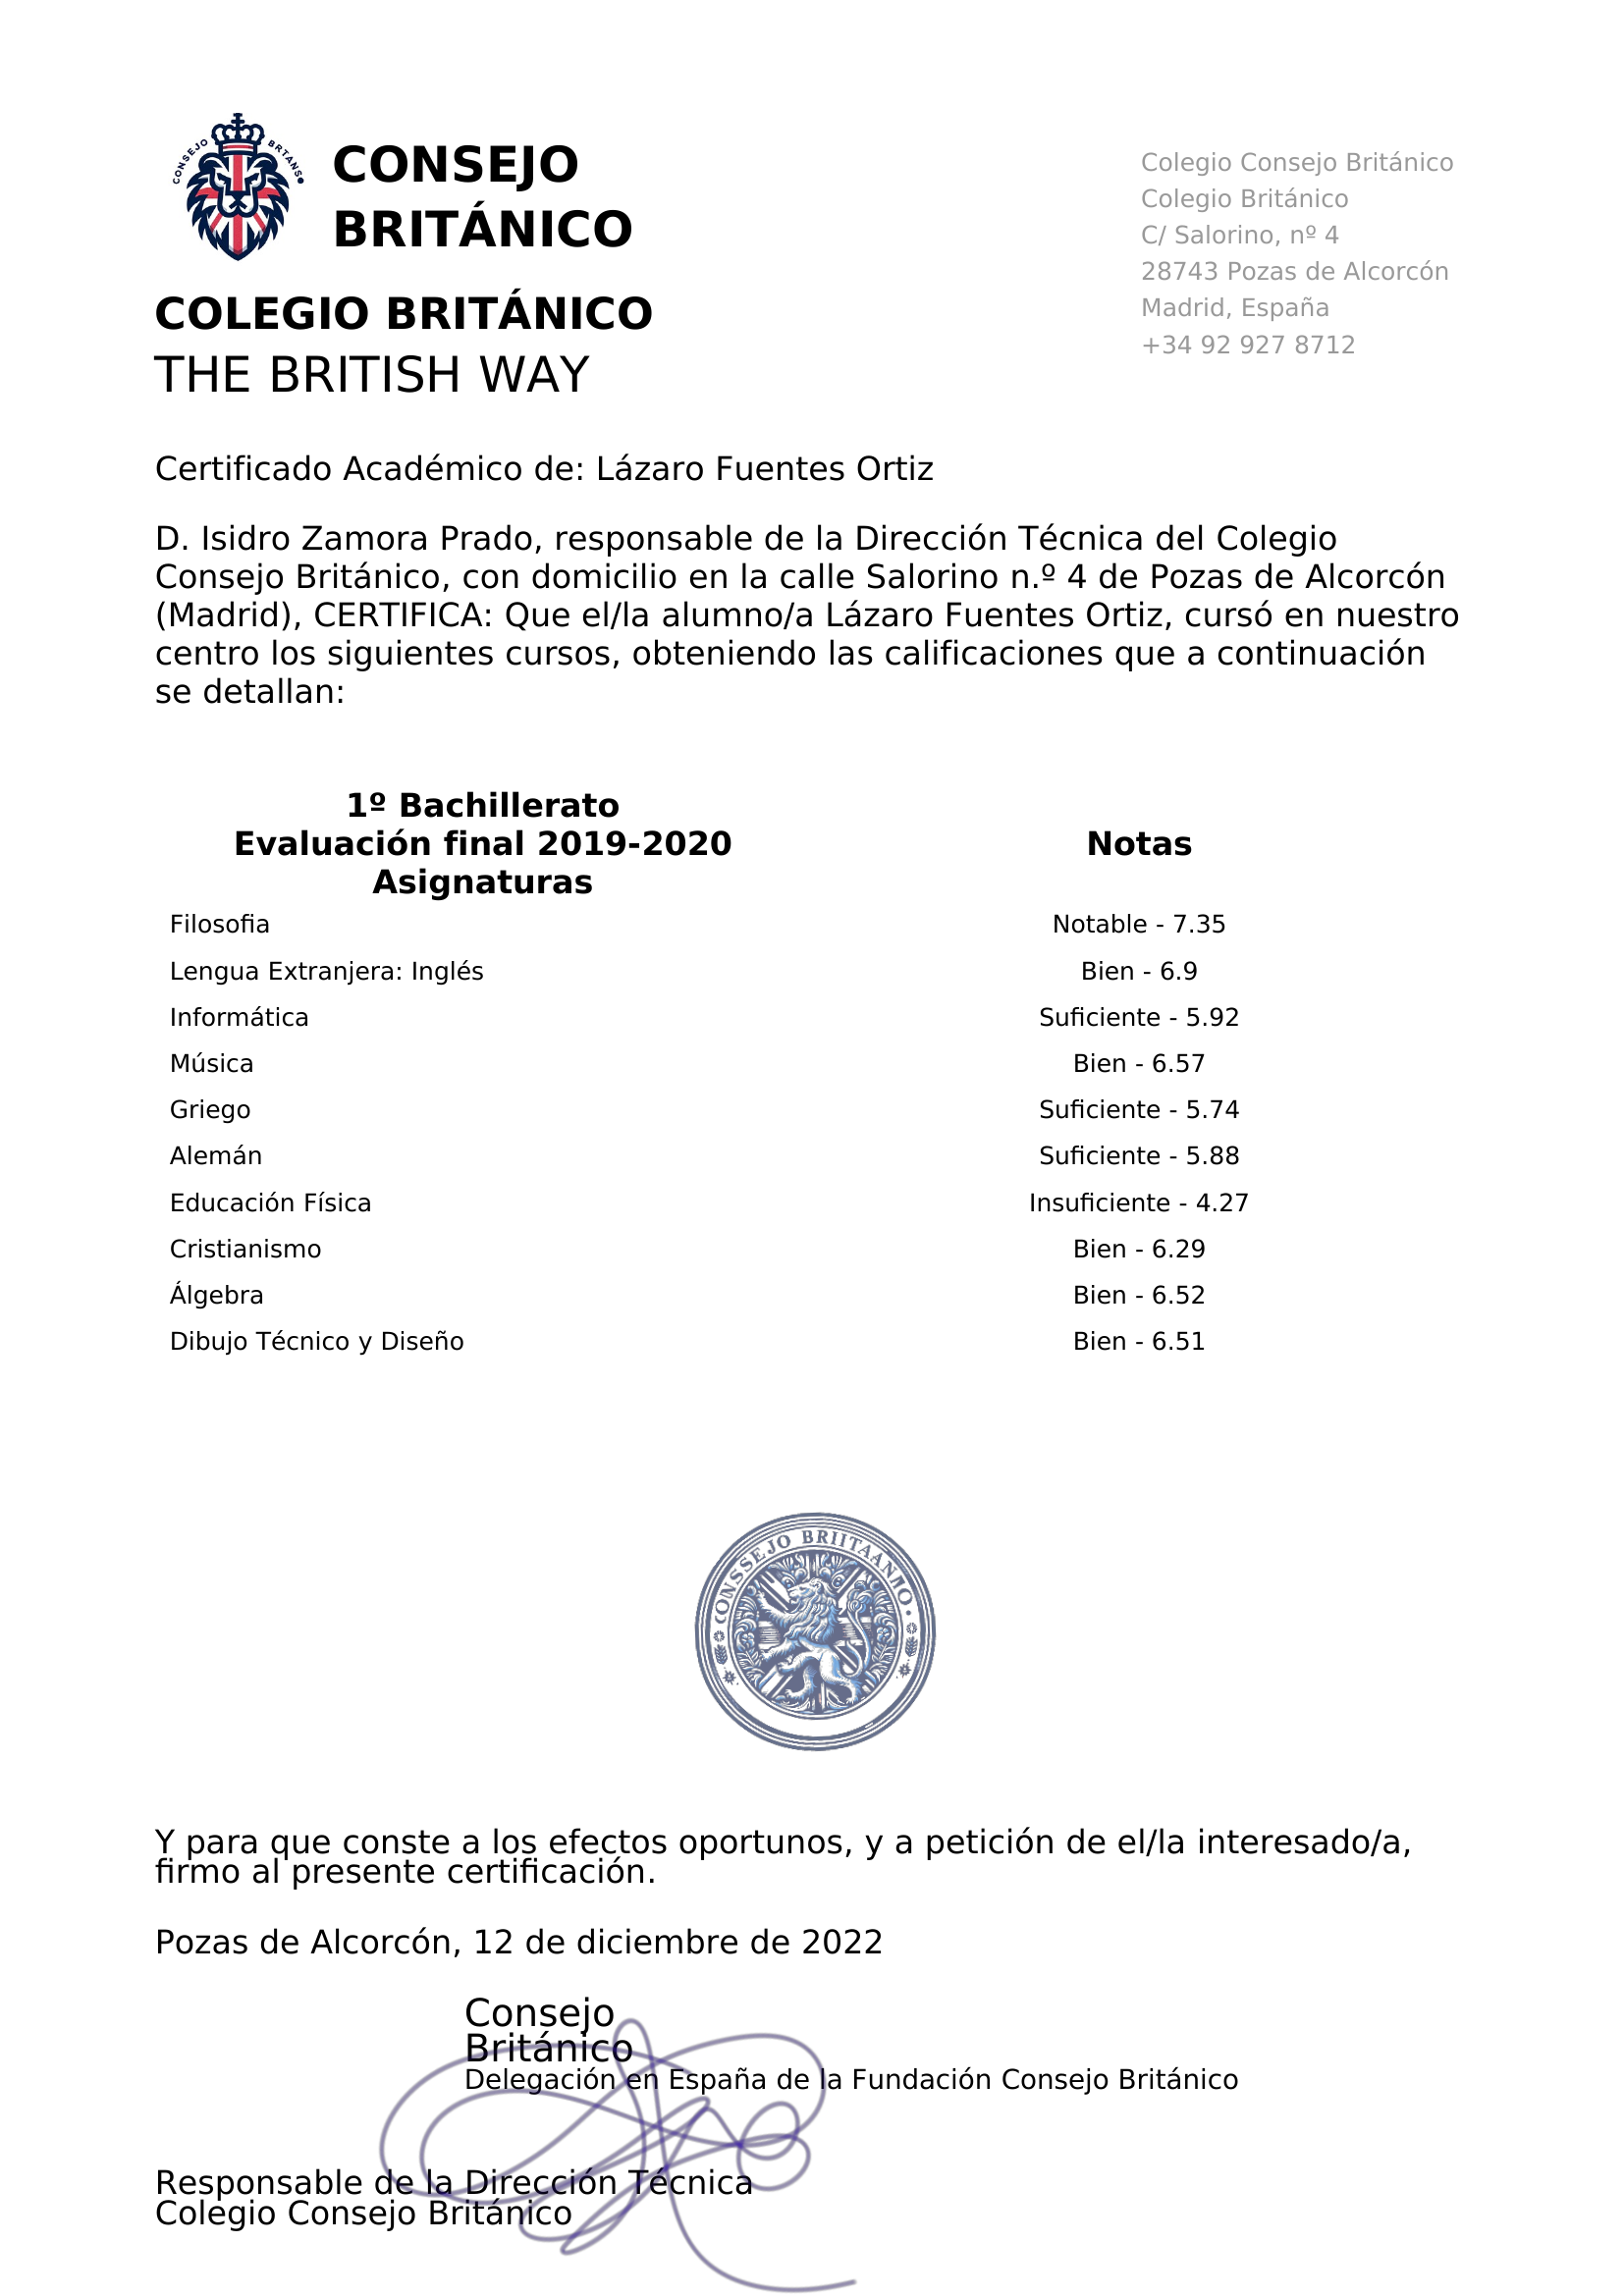 CONSEJO BRTANS
CONSEJO
BRITÁNICO
COLEGIO BRITÁNICO
THE BRITISH WAY
Colegio Consejo Británico
Colegio Británico
C/ Salorino, nº 4
28743 Pozas de Alcorcón
Madrid, España
+34 92 927 8712
Certificado Académico de: Lázaro Fuentes Ortiz
D. Isidro Zamora Prado, responsable de la Dirección Técnica del Colegio
Consejo Británico, con domicilio en la calle Salorino n.º 4 de Pozas de Alcorcón
(Madrid), CERTIFICA: Que el/la alumno/a Lázaro Fuentes Ortiz, cursó en nuestro
centro los siguientes cursos, obteniendo las calificaciones que a continuación
se detallan:
1º Bachillerato
Evaluación final 2019-2020 Notas
Asignaturas
Filosofia Notable - 7.35
Lengua Extranjera: Inglés Bien - 6.9
Informática Suficiente - 5.92
Música Bien - 6.57
Griego Suficiente - 5.74
Alemán Suficiente - 5.88
Educación Física Insuficiente - 4.27
Cristianismo Bien - 6.29
Álgebra Bien - 6.52
Dibujo Técnico y Diseño Bien - 6.51
CONSSEJO BRIITAANNO
Y para que conste a los efectos oportunos, y a petición de el/la interesado/a,
firmo al presente certificación.
Pozas de Alcorcón, 12 de diciembre de 2022
Consejo
Británico
Delegación en España de la Fundación Consejo Británico
Responsable de la Dirección Técnica
Colegio Consejo Británico